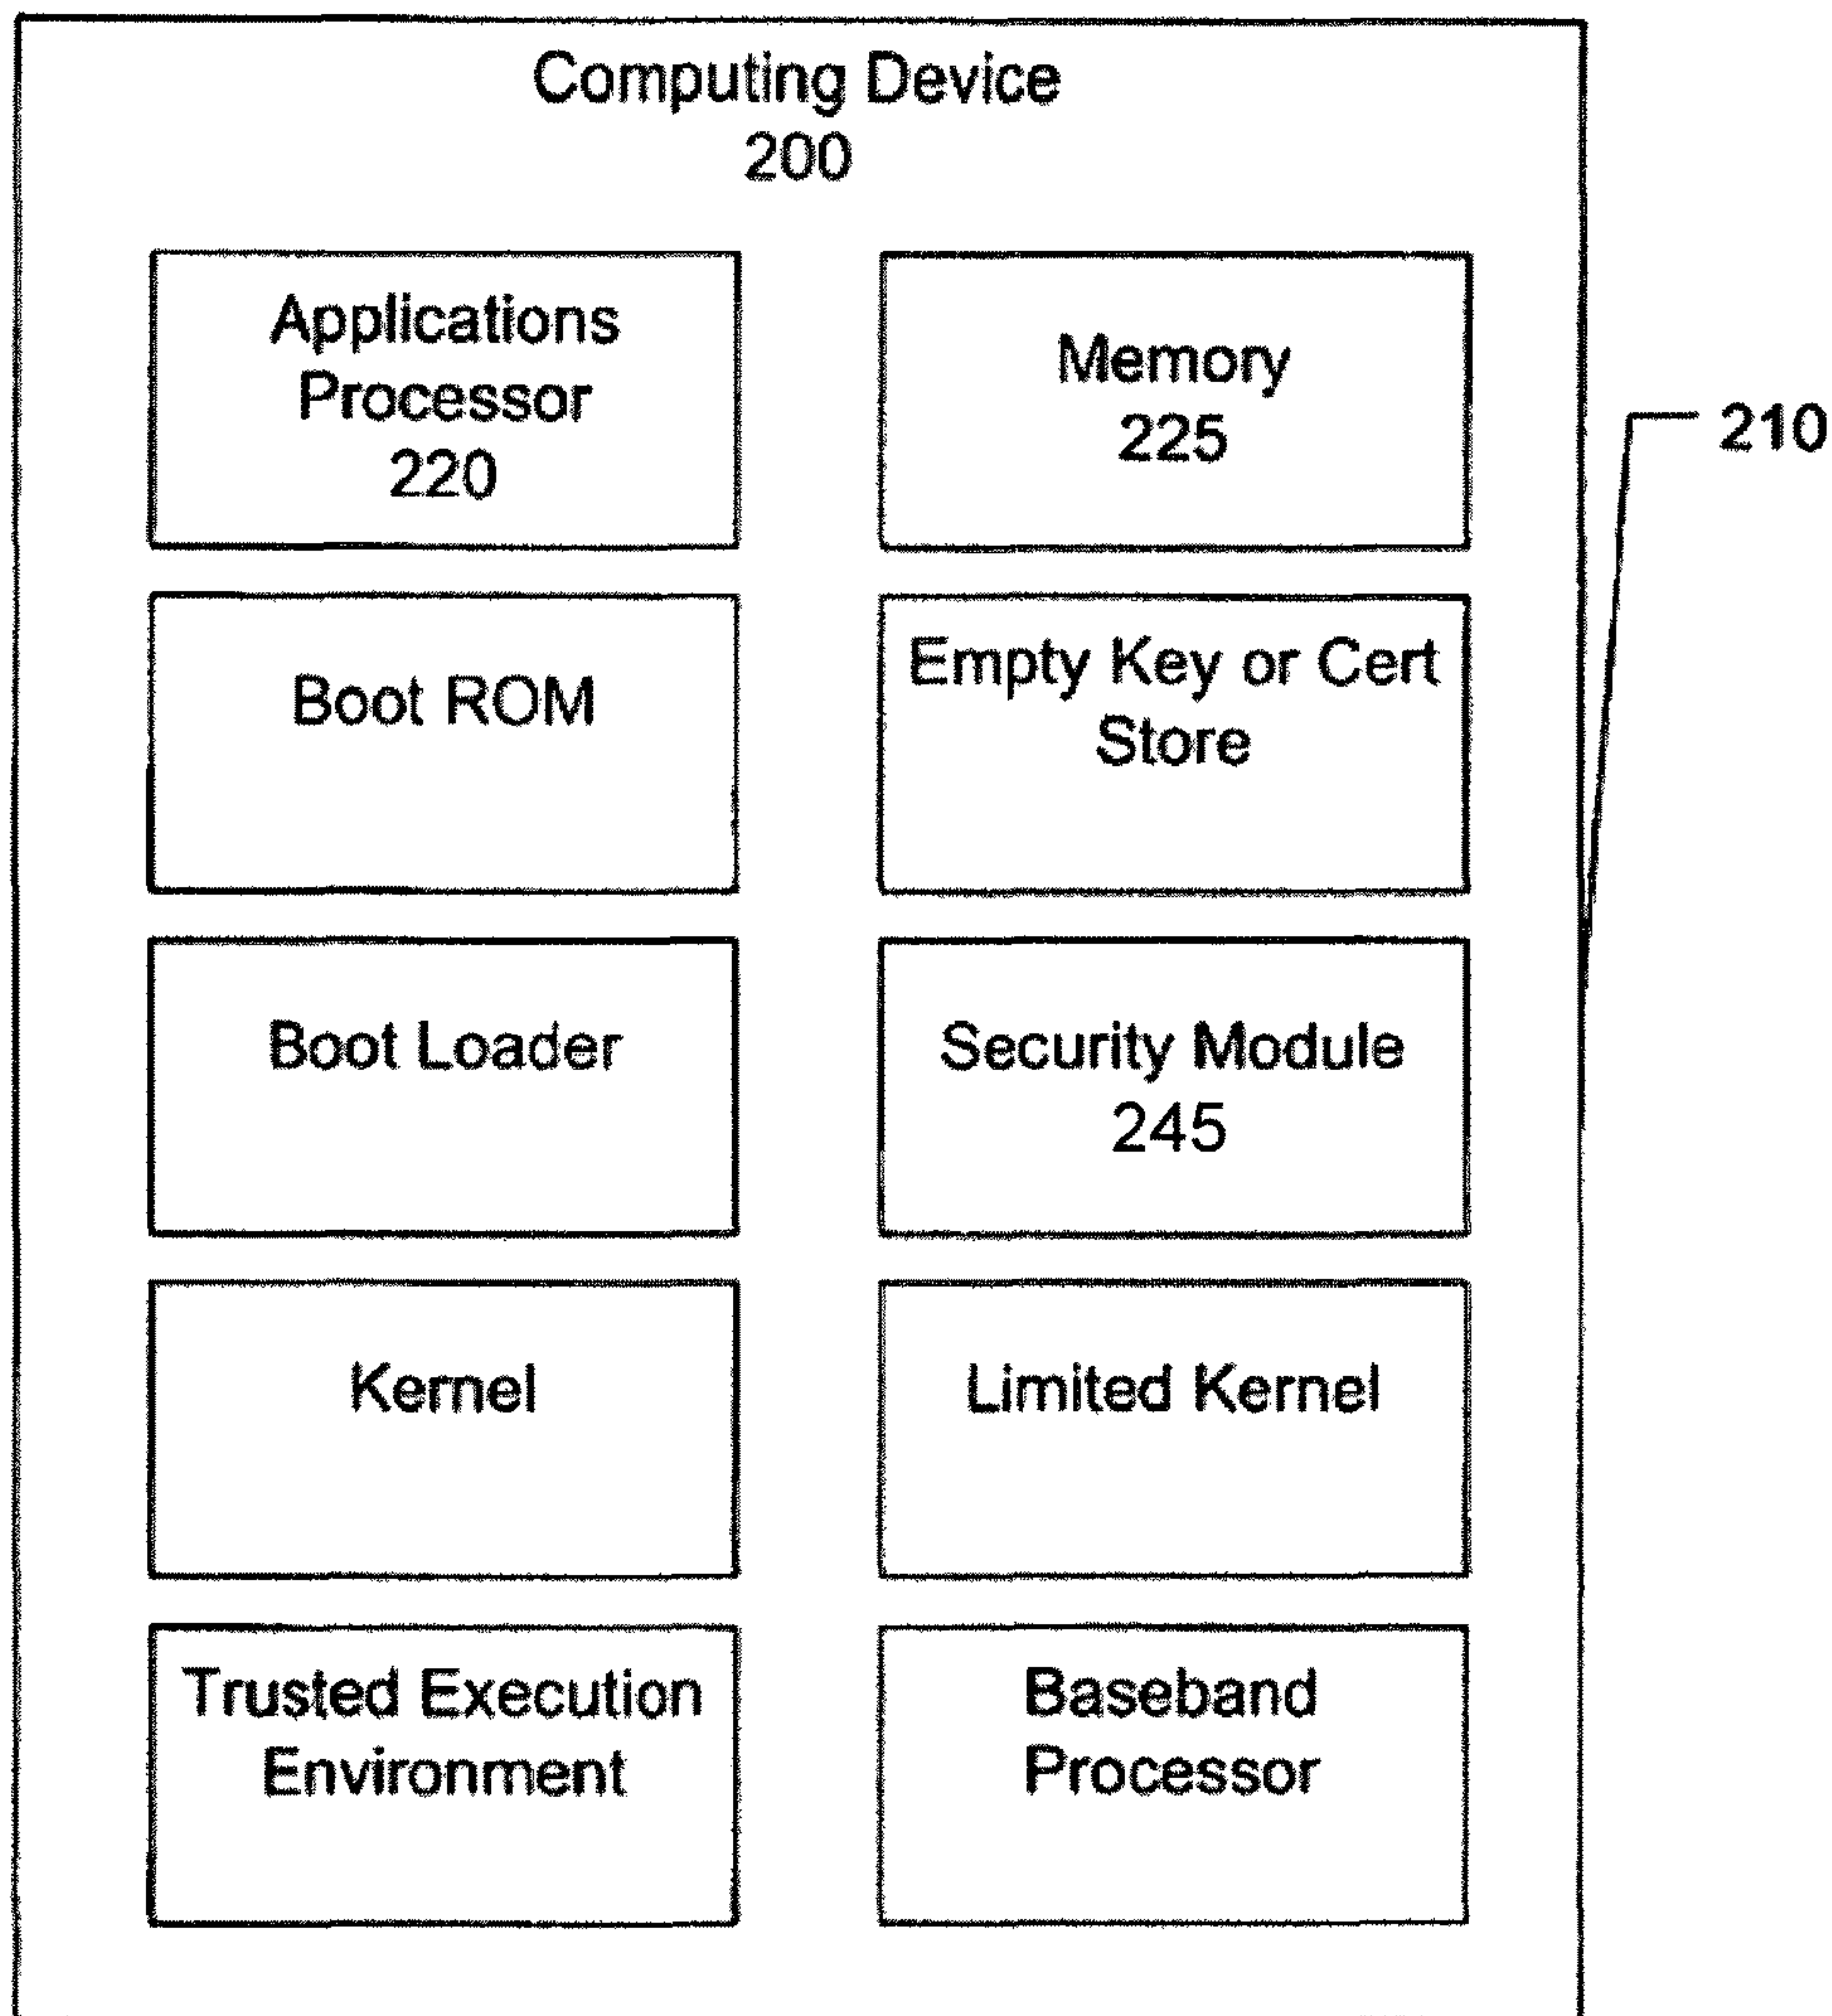 Computing Device
200
Applications
Processor
220
Memory
225
210
Boot ROM
Empty Key or Cert
Store
Boot Loader
Security Module
245
Kernel
Limited Kernel
Trusted Execution
Environment
Baseband
Processor